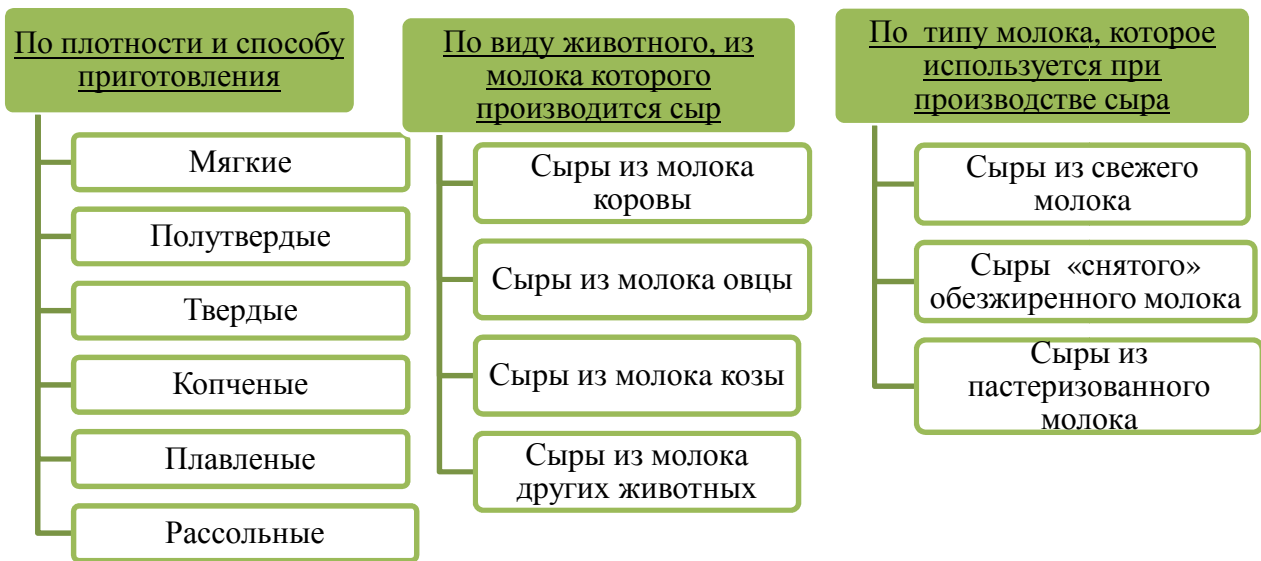 По плотности и способу
приготовления
Мягкие
Полутвердые
Твердые
Копченые
Плавленые
Рассольные
По виду животного, из
молока которого
производится сыр
Сыры из молока
коровы
Сыры из молока овцы
Сыры из молока козы
Сыры из молока
других животных
По типу молока, которое
используется при
производстве сыра
Сыры из свежего
молока
Сыры «снятого»
обезжиренного молока
Сыры из
пастеризованного
молока